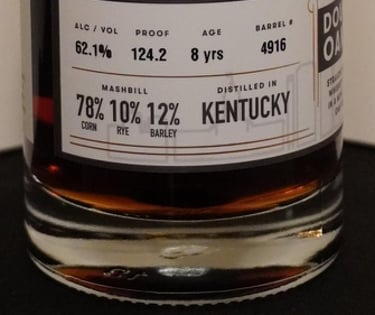 ALC / VOL PROOF AGE BARREL #
62.1% 124.2 8 yrs 4916
MASHBILL DISTILLED IN
78% 10% 12% KENTUCKY
CORN RYE BARLEY